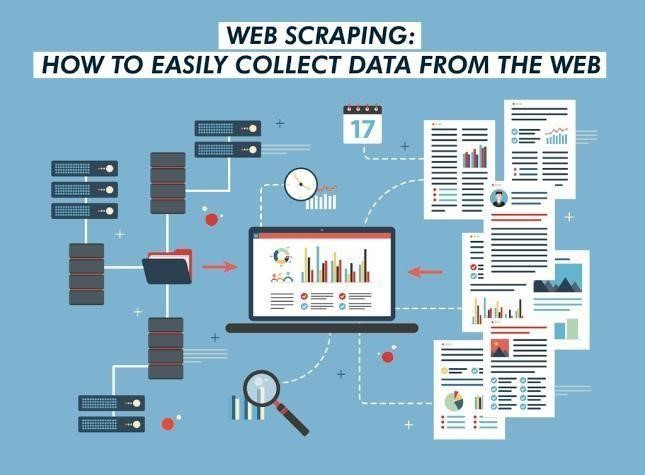 WEB SCRAPING:
HOW TO EASILY COLLECT DATA FROM THE WEB
17